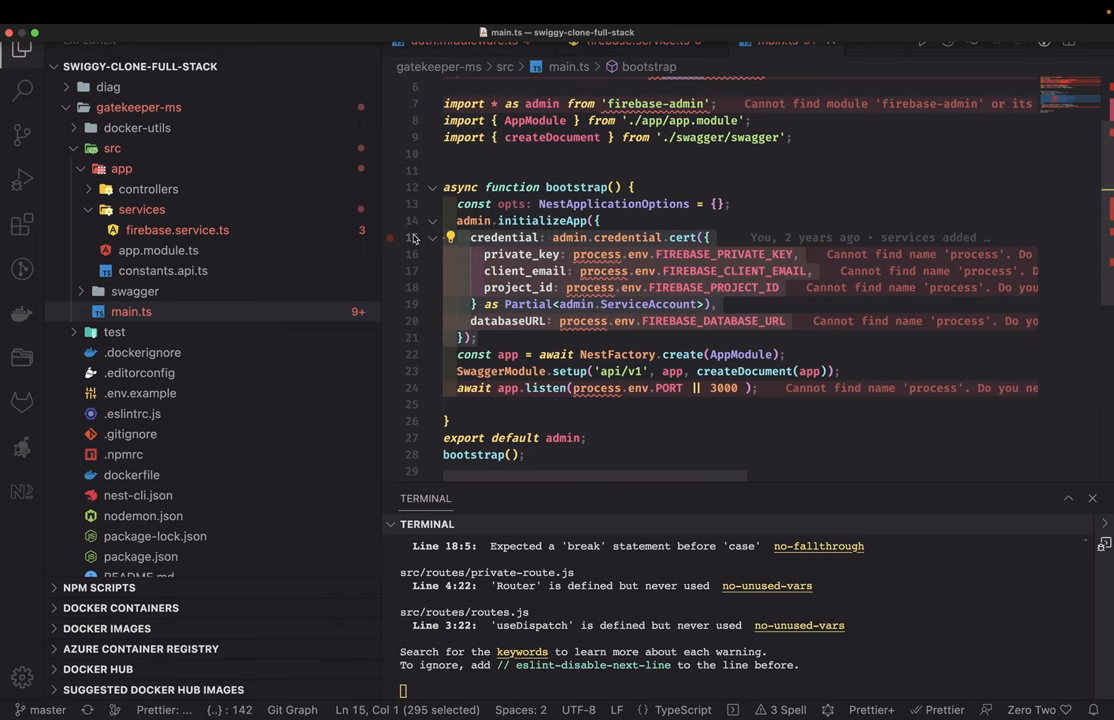 main.ts — swiggy-clone-full-stack
SWIGGY-CLONE-FULL-STACK
diag
gatekeeper-ms
docker-utils
src
app
controllers
services
firebase.service.ts 3
app.module.ts
constants.api.ts
swagger
main.ts 9+
test
.dockerignore
.editorconfig
.env.example
.eslintrc.js
.gitignore
.npmrc
dockerfile
nest-cli.json
nodemon.json
package-lock.json
package.json
README.md
NPM SCRIPTS
DOCKER CONTAINERS
DOCKER IMAGES
AZURE CONTAINER REGISTRY
DOCKER HUB
SUGGESTED DOCKER HUB IMAGES
gatekeeper-ms > src > main.ts > bootstrap
6
7 import * as admin from 'firebase-admin'; Cannot find module 'firebase-admin' or its
8 import { AppModule } from './app/app.module';
9 import { createDocument } from './swagger/swagger';
10
11
12 async function bootstrap() {
13 const opts: NestApplicationOptions = {};
14 admin.initializeApp({
credential: admin.credential.cert({ You, 2 years ago • services added …
16 private_key: process.env.FIREBASE_PRIVATE_KEY, Cannot find name 'process'. Do
17 client_email: process.env.FIREBASE_CLIENT_EMAIL, Cannot find name 'process'.
18 project_id: process.env.FIREBASE_PROJECT_ID Cannot find name 'process'. Do you
19 } as Partial<admin.ServiceAccount>),
20 databaseURL: process.env.FIREBASE_DATABASE_URL Cannot find name 'process'. Do yo
21 });
22 const app = await NestFactory.create(AppModule);
23 SwaggerModule.setup('api/v1', app, createDocument(app));
24 await app.listen(process.env.PORT || 3000 ); Cannot find name 'process'. Do you ne
25
26 }
27 export default admin;
28 bootstrap();
29
TERMINAL
TERMINAL
Line 18:5: Expected a 'break' statement before 'case' no-fallthrough
src/routes/private-route.js
Line 4:22: 'Router' is defined but never used no-unused-vars
src/routes/routes.js
Line 3:22: 'useDispatch' is defined but never used no-unused-vars
Search for the keywords to learn more about each warning.
To ignore, add // eslint-disable-next-line to the line before.
master Prettier: ... {..} : 142 Git Graph Ln 15, Col 1 (295 selected) Spaces: 2 UTF-8 LF {} TypeScript 3 Spell Prettier+ Prettier Zero Two